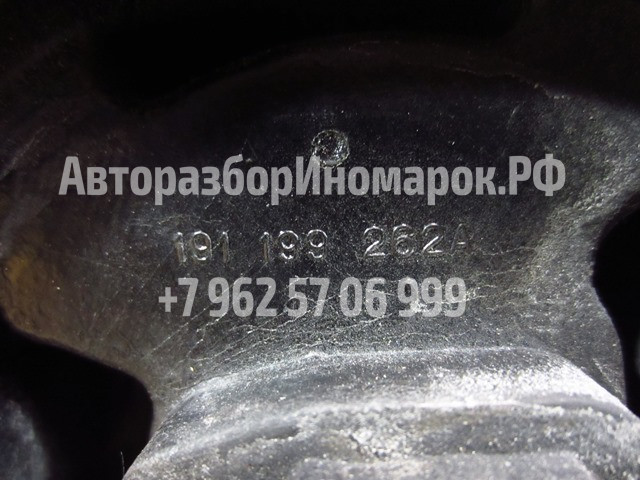 АвторазборИномарок.РФ
191 199 262A
+7 962 57 06 999